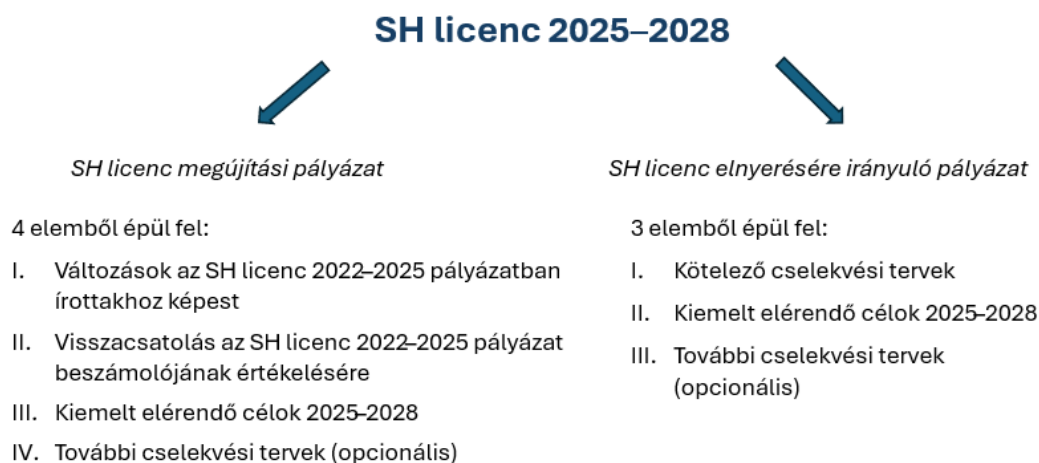 SH licenc 2025–2028
SH licenc megújítási pályázat
4 elemből épül fel:
I. Változások az SH licenc 2022–2025 pályázatban
írottakhoz képest
II. Visszacsatolás az SH licenc 2022–2025 pályázat
beszámolójának értékelésére
III. Kiemelt elérendő célok 2025–2028
IV. További cselekvési tervek (opcionális)
SH licenc elnyerésére irányuló pályázat
3 elemből épül fel:
I. Kötelező cselekvési tervek
II. Kiemelt elérendő célok 2025–2028
III. További cselekvési tervek
(opcionális)